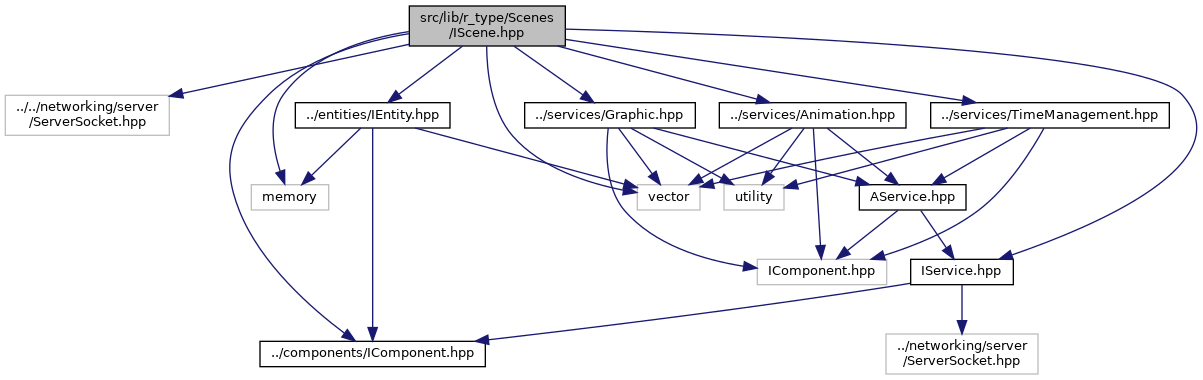 src/lib/r_type/Scenes
/IScene.hpp
../../networking/server
/ServerSocket.hpp
../entities/IEntity.hpp
../services/Graphic.hpp
../services/Animation.hpp
../services/TimeManagement.hpp
memory
vector
utility
AService.hpp
IComponent.hpp
IService.hpp
../components/IComponent.hpp
../networking/server
/ServerSocket.hpp